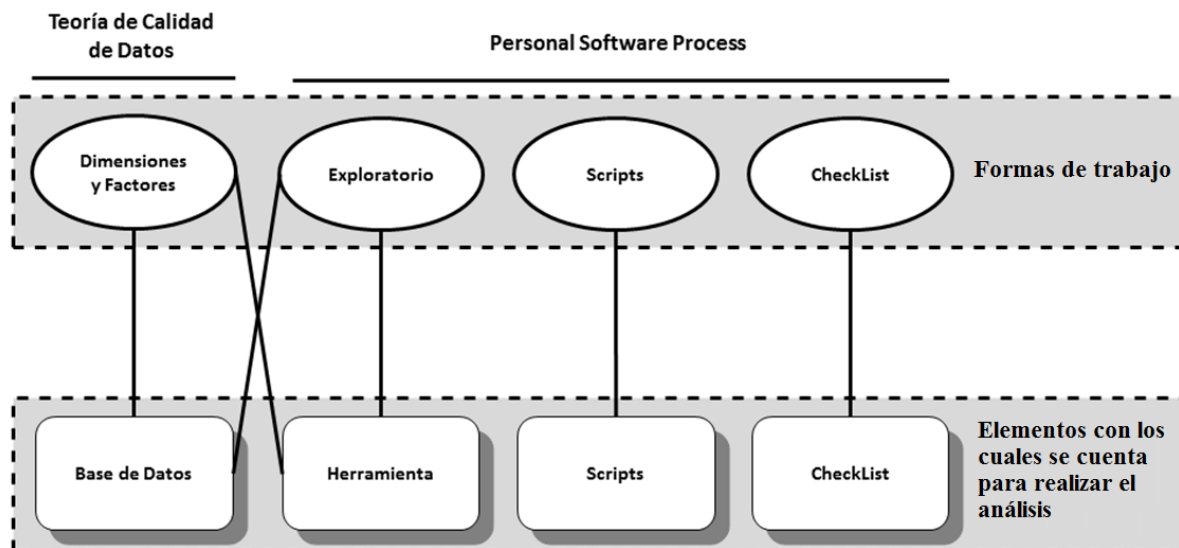 Teoría de Calidad
de Datos
Personal Software Process
Dimensiones
y Factores
Exploratorio
Scripts
CheckList
Formas de trabajo
Base de Datos
Herramienta
Scripts
CheckList
Elementos con los
cuales se cuenta
para realizar el
análisis